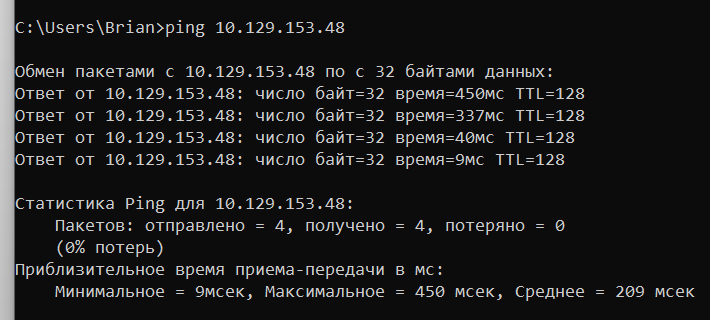 C:\Users\Brian>ping 10.129.153.48
Обмен пакетами с 10.129.153.48 по с 32 байтами данных:
Ответ от 10.129.153.48: число байт=32 время=450мс TTL=128
Ответ от 10.129.153.48: число байт=32 время=337мс TTL=128
Ответ от 10.129.153.48: число байт=32 время=40мс TTL=128
Ответ от 10.129.153.48: число байт=32 время=9мс TTL=128
Статистика Ping для 10.129.153.48:
Пакетов: отправлено = 4, получено = 4, потеряно = 0
(0% потерь)
Приблизительное время приема-передачи в мс:
Минимальное = 9мсек, Максимальное = 450 мсек, Среднее = 209 мсек